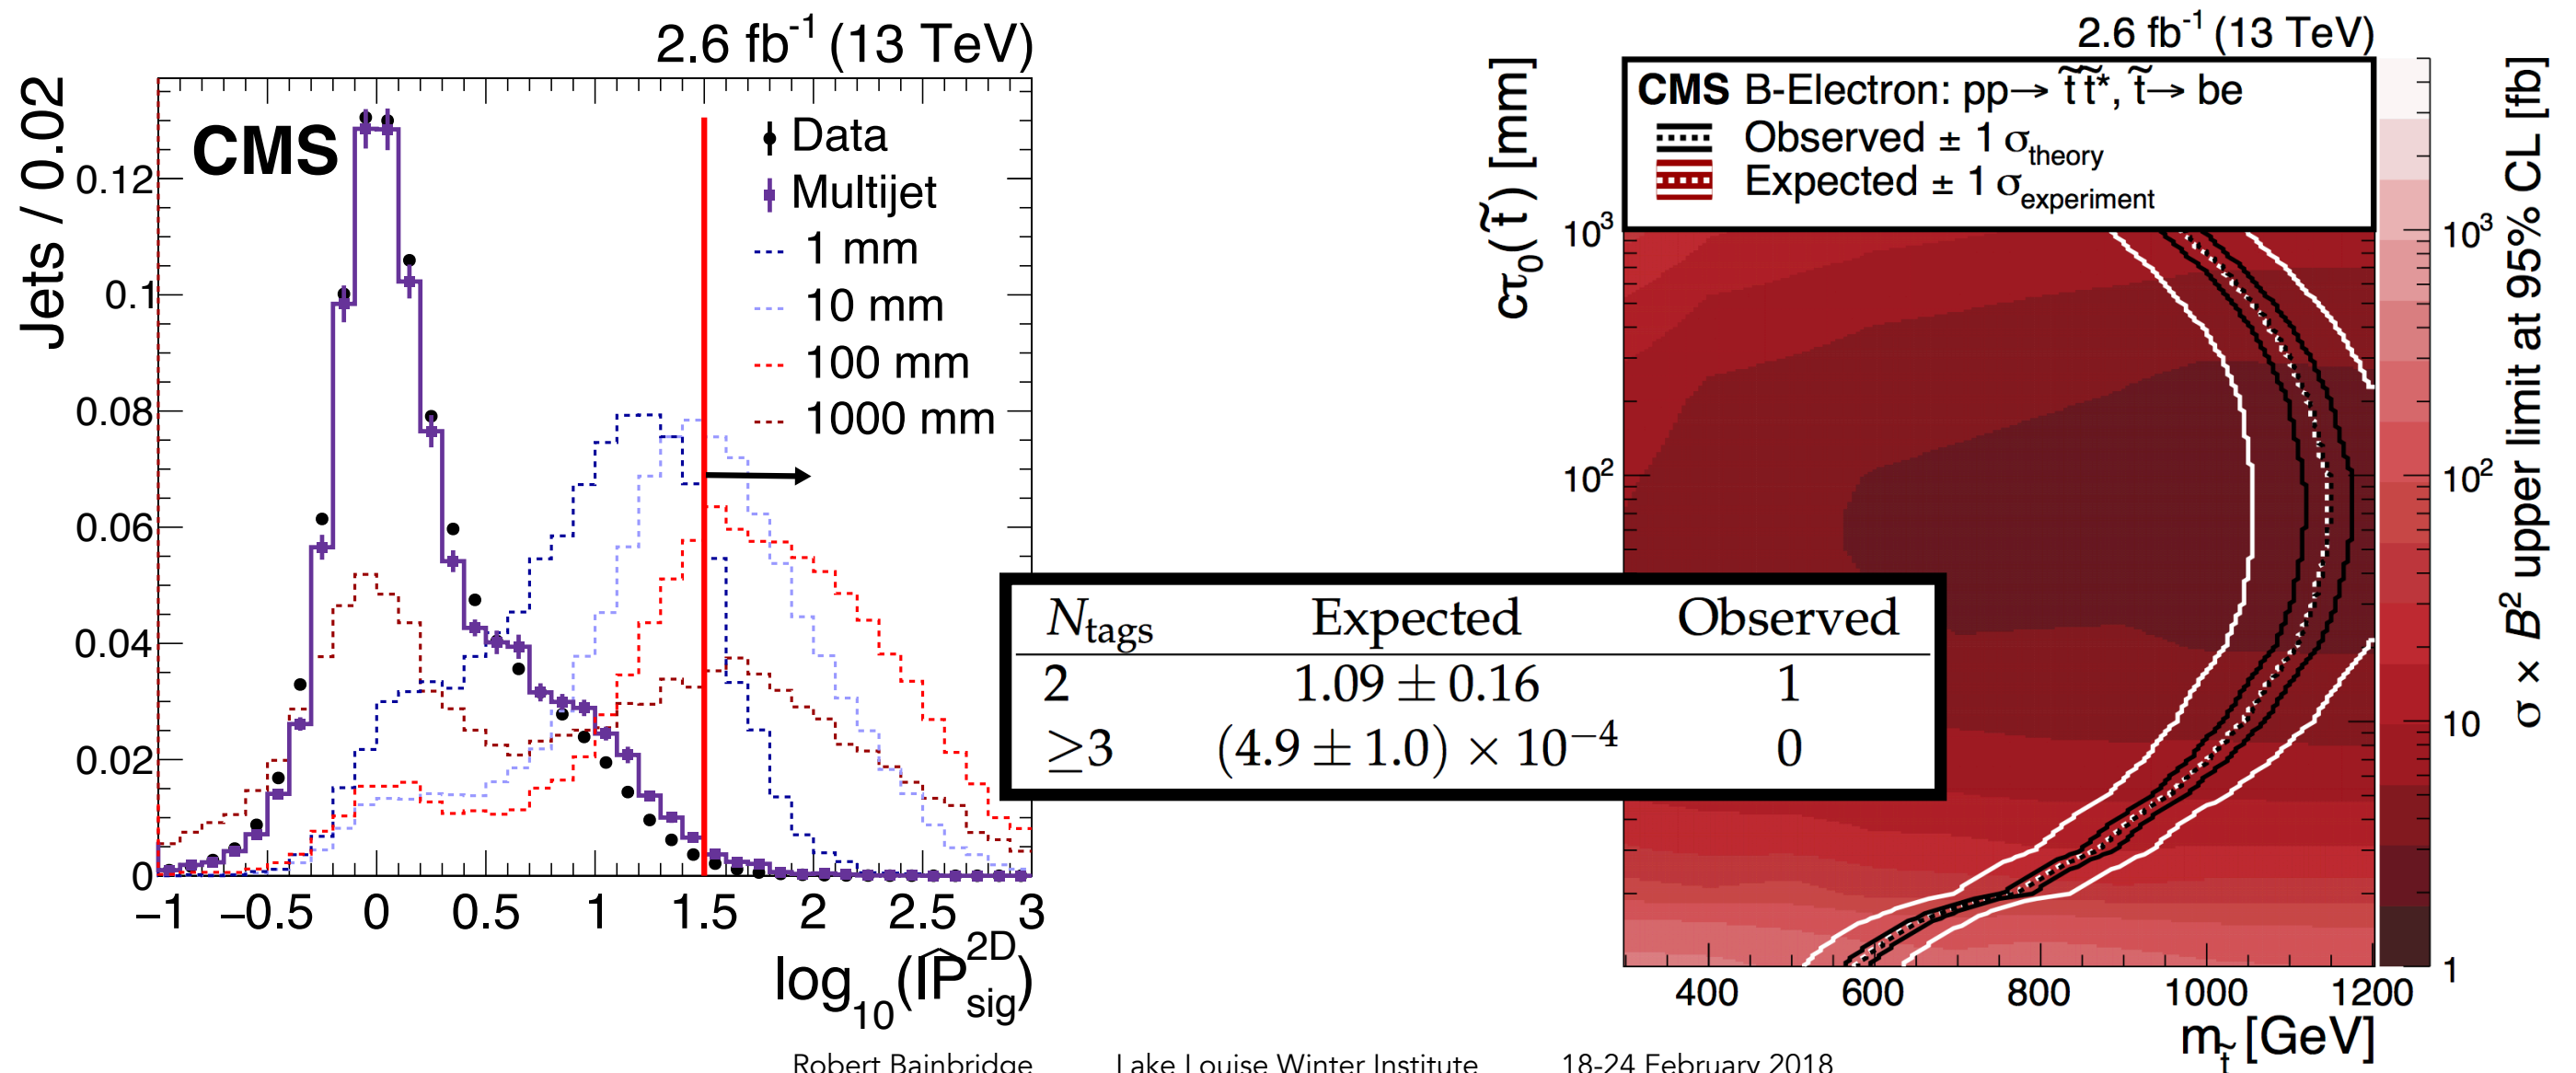 2.6 fb-1 (13 TeV)
Jets / 0.02
CMS
Data
Multijet
1 mm
10 mm
100 mm
1000 mm
0.12
0.1
0.08
0.06
0.04
0.02
0
−1 −0.5 0 0.5 1 1.5 2 2.5 3
log10(IP̂2Dsig)
2.6 fb-1 (13 TeV)
CMS B-Electron: pp→ t̃ t̃*, t̃→ be
Observed ± 1 σtheory
Expected ± 1 σexperiment
cτ0(t̃) [mm]
10³
10²
400 600 800 1000 1200
mt̃ [GeV]
10³
10²
10
1
σ × B² upper limit at 95% CL [fb]
Ntags Expected Observed
2 1.09 ± 0.16 1
≥3 (4.9 ± 1.0) × 10−4 0
Robert Bainbridge Lake Louise Winter Institute 18-24 February 2018